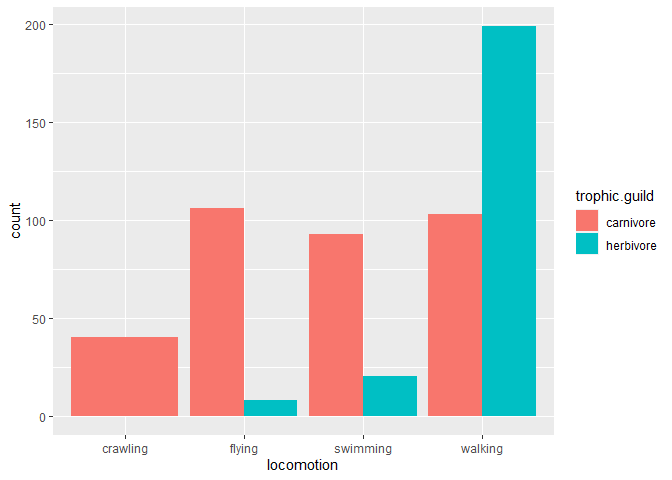 200
150
100
50
0
count
crawling
flying
swimming
walking
locomotion
trophic.guild
carnivore
herbivore